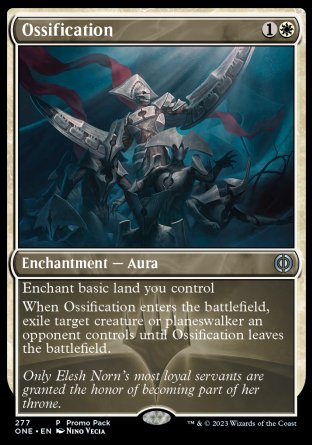 Ossification 1
Enchantment — Aura
Enchant basic land you control
When Ossification enters the battlefield,
exile target creature or planeswalker an
opponent controls until Ossification leaves
the battlefield.
Only Elesh Norn's most loyal servants are
granted the honor of becoming part of her
throne.
277 P Promo Pack
ONE • EN NINO VECIA ™ & © 2023 Wizards of the Coast